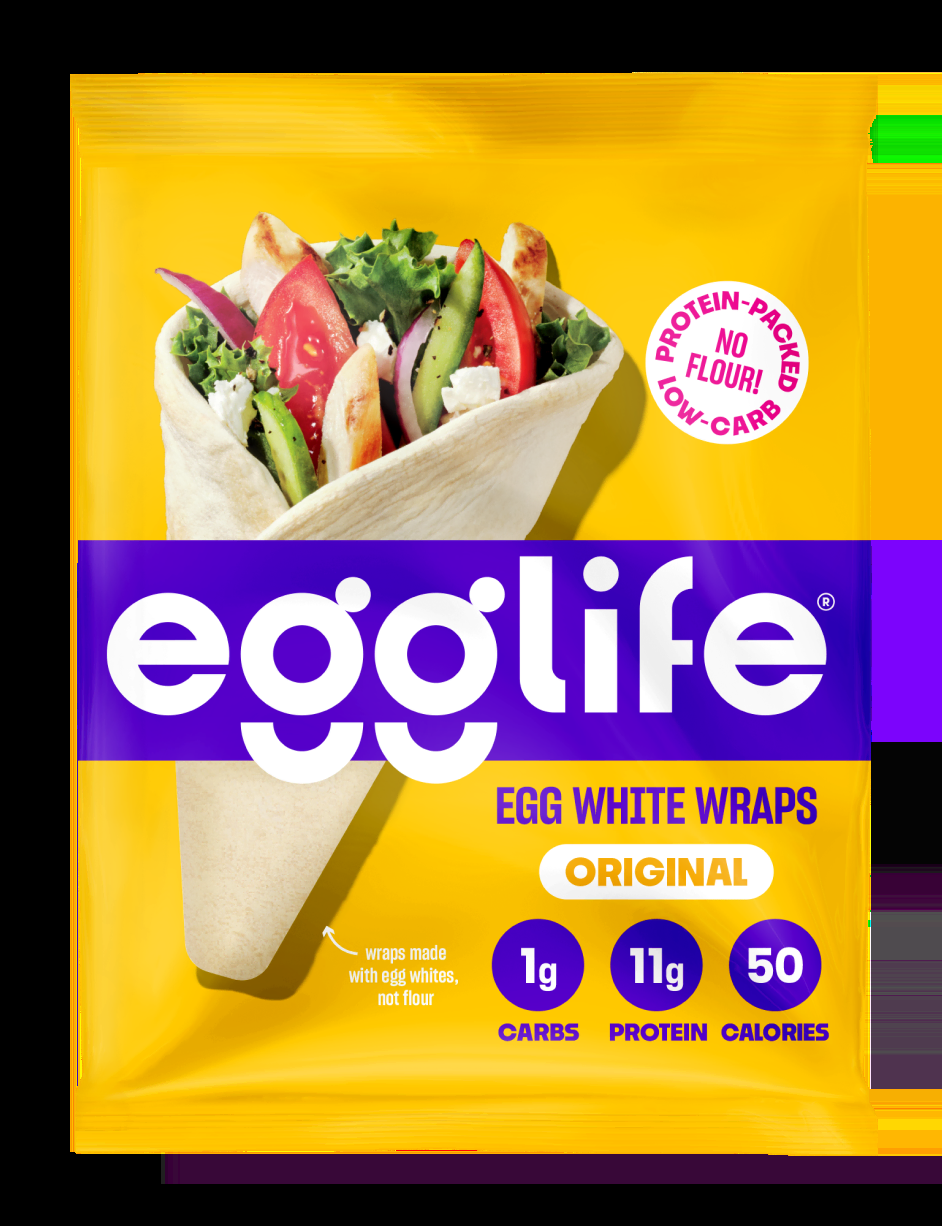 PROTEIN-PACKED
NO
FLOUR!
LOW-CARB
egglife®
EGG WHITE WRAPS
ORIGINAL
wraps made
with egg whites,
not flour
1g 11g 50
CARBS PROTEIN CALORIES